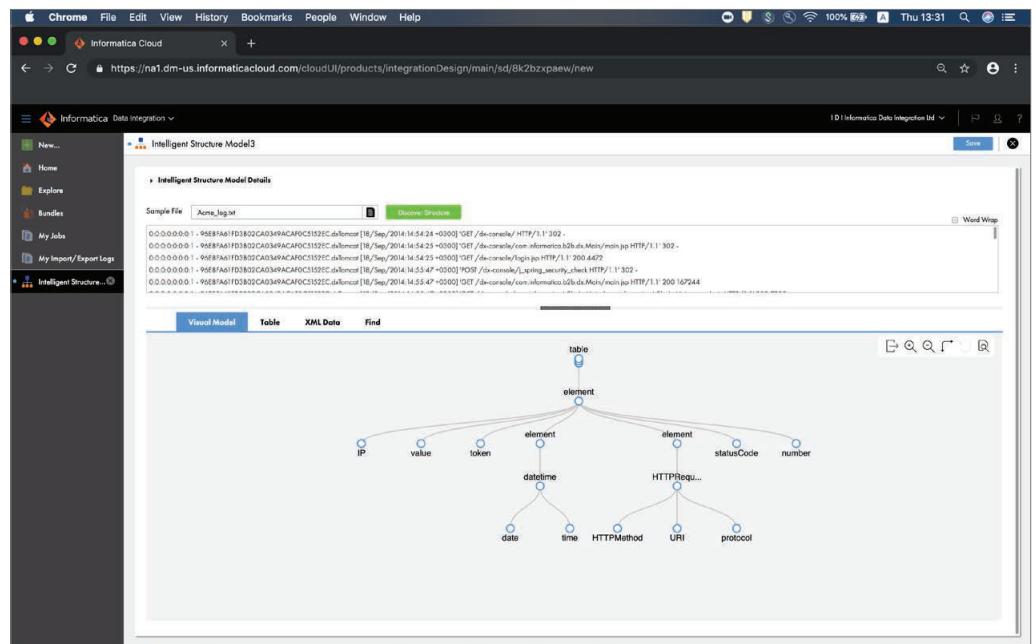 Chrome File Edit View History Bookmarks People Window Help 100% A Thu 13:31
Informatica Cloud
https://na1.dm-us.informaticacloud.com/cloudUI/products/integrationDesign/main/sd/8k2bzxpaew/new
Informatica Data Integration I D I Informatica Data Integration Ltd ?
New...
Intelligent Structure Model3 Save
Home
Intelligent Structure Model Details
Explore
Bundles
Sample File Acme_log.txt Discover Structure Word Wrap
My Jobs
0:0:0:0:0:0:0:1 - 96EBFA61FD3B02CA0349ACAF0C5152EC.dxTomcat [18/Sep/2014:14:54:24 +0300] "GET /dx-console/ HTTP/1.1" 302 -
0:0:0:0:0:0:0:1 - 96EBFA61FD3B02CA0349ACAF0C5152EC.dxTomcat [18/Sep/2014:14:54:25 +0300] "GET /dx-console/com.informatica.b2b.dx.Main/main.jsp HTTP/1.1" 302 -
My Import/Export Logs
0:0:0:0:0:0:0:1 - 96EBFA61FD3B02CA0349ACAF0C5152EC.dxTomcat [18/Sep/2014:14:54:25 +0300] "GET /dx-console/login.jsp HTTP/1.1" 200 4472
0:0:0:0:0:0:0:1 - 96EBFA61FD3B02CA0349ACAF0C5152EC.dxTomcat [18/Sep/2014:14:55:47 +0300] "POST /dx-console/j_spring_security_check HTTP/1.1" 302 -
Intelligent Structure...
0:0:0:0:0:0:0:1 - 96EBFA61FD3B02CA0349ACAF0C5152EC.dxTomcat [18/Sep/2014:14:55:47 +0300] "GET /dx-console/com.informatica.b2b.dx.Main/main.jsp HTTP/1.1" 200 167244
Visual Model Table XML Data Find
table
element
element element
IP value token statusCode number
datetime HTTPRequ...
date time HTTPMethod URI protocol